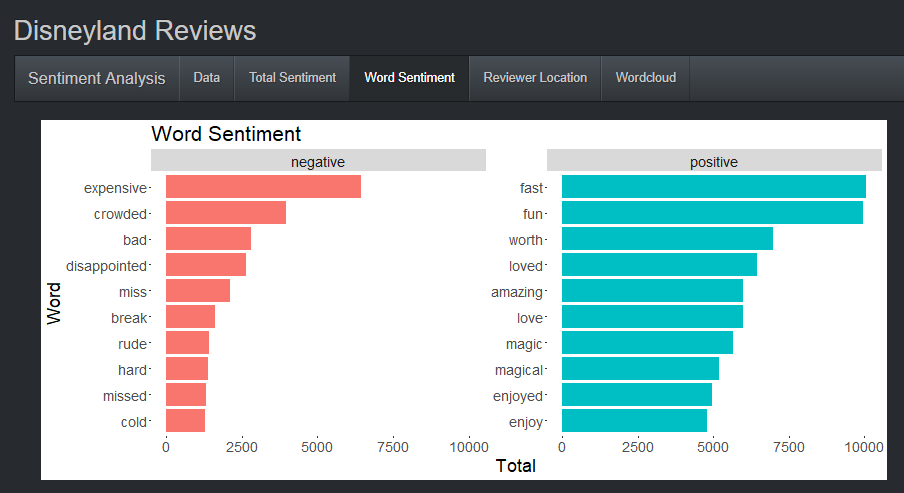 Disneyland Reviews
Sentiment Analysis Data Total Sentiment Word Sentiment Reviewer Location Wordcloud
Word Sentiment
negative positive
expensive fast
crowded fun
bad worth
disappointed loved
miss amazing
break love
rude magic
hard magical
missed enjoyed
cold enjoy
0 2500 5000 7500 10000 0 2500 5000 7500 10000
Word
Total